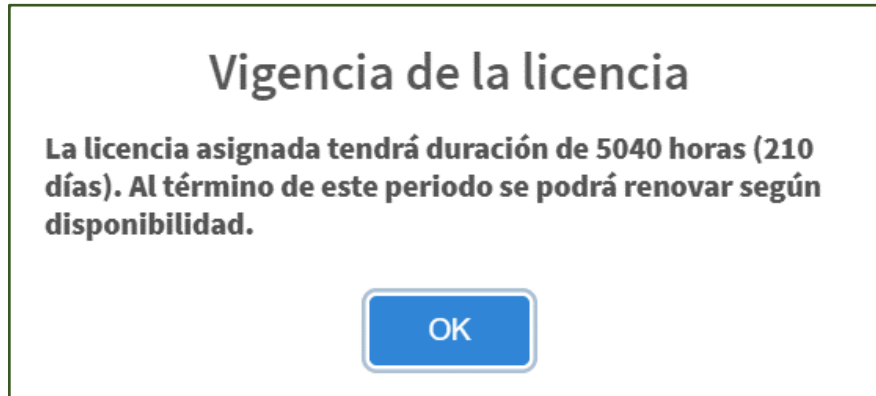 Vigencia de la licencia
La licencia asignada tendrá duración de 5040 horas (210
días). Al término de este periodo se podrá renovar según
disponibilidad.
OK